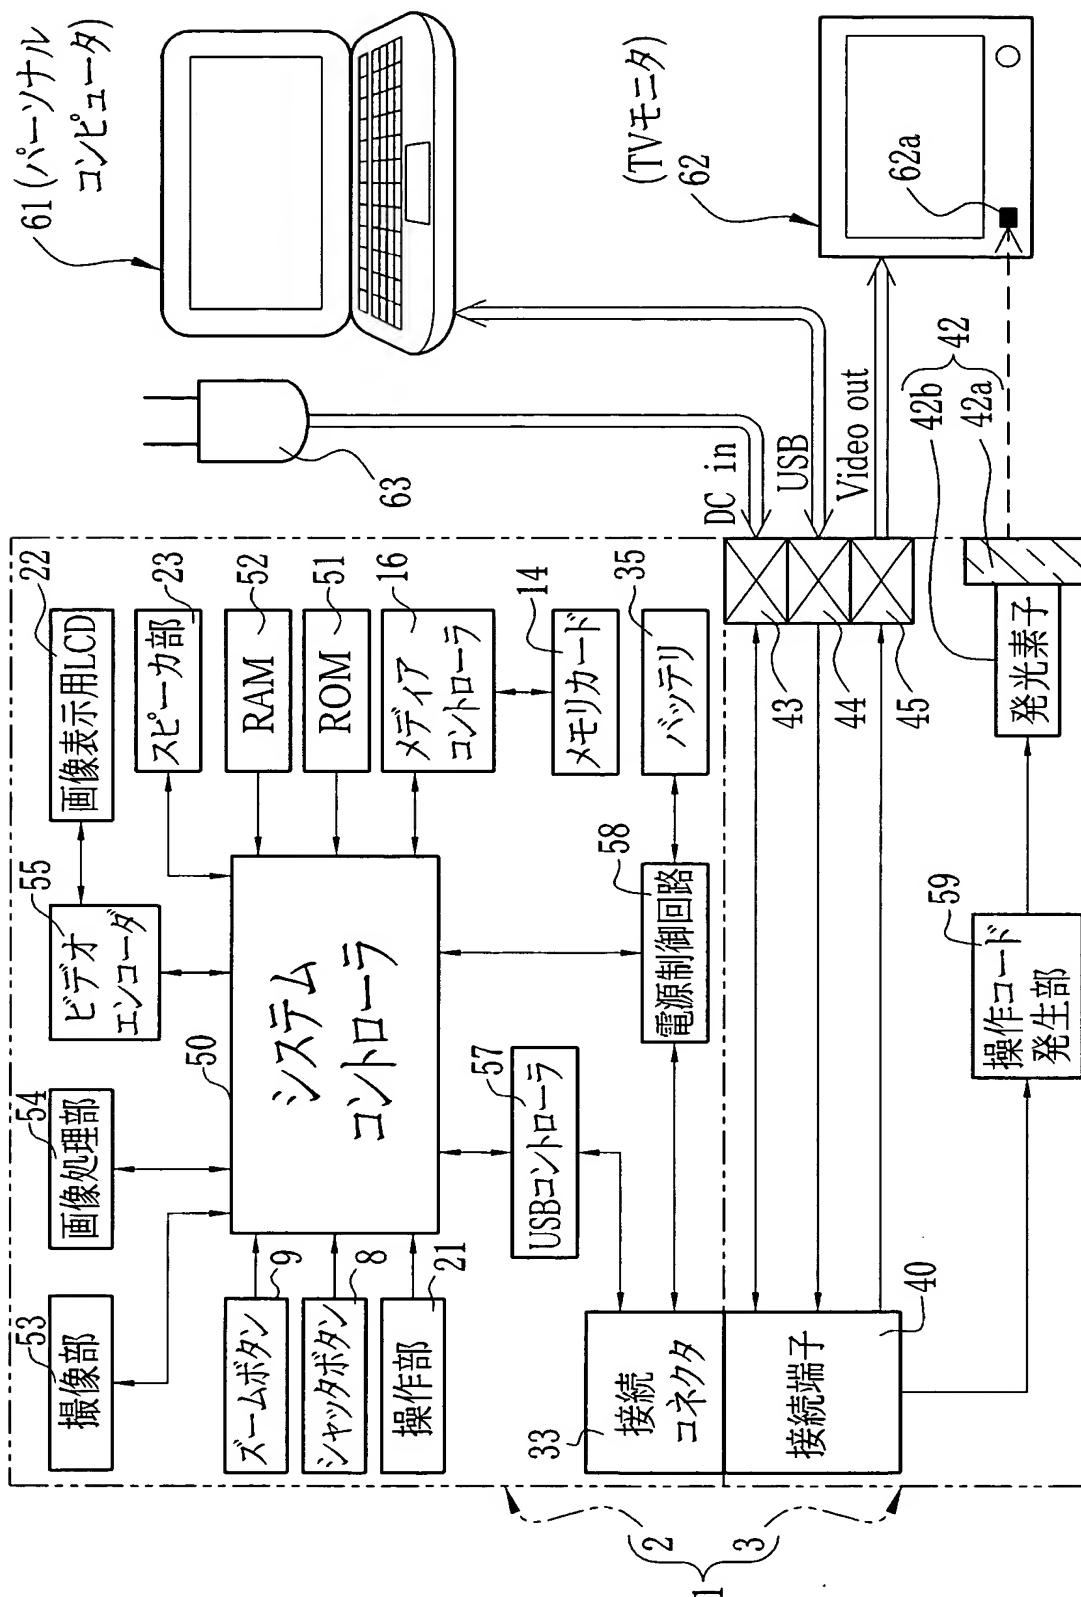 53
撮像部
54
画像処理部
55
ビデオ
エンコーダ
22
画像表示用LCD
23
スピーカ部
52
RAM
51
ROM
16
メディア
コントローラ
14
メモリカード
35
バッテリ
50
システム
コントローラ
9
ズームボタン
8
シャッタボタン
21
操作部
57
USBコントローラ
58
電源制御回路
33
接続
コネクタ
接続端子
40
43
44
45
59
操作コード
発生部
発光素子
42b
42a
42
DC in
USB
Video out
63
61(パーソナル
コンピュータ)
(TVモニタ)
62
62a
2
3
1